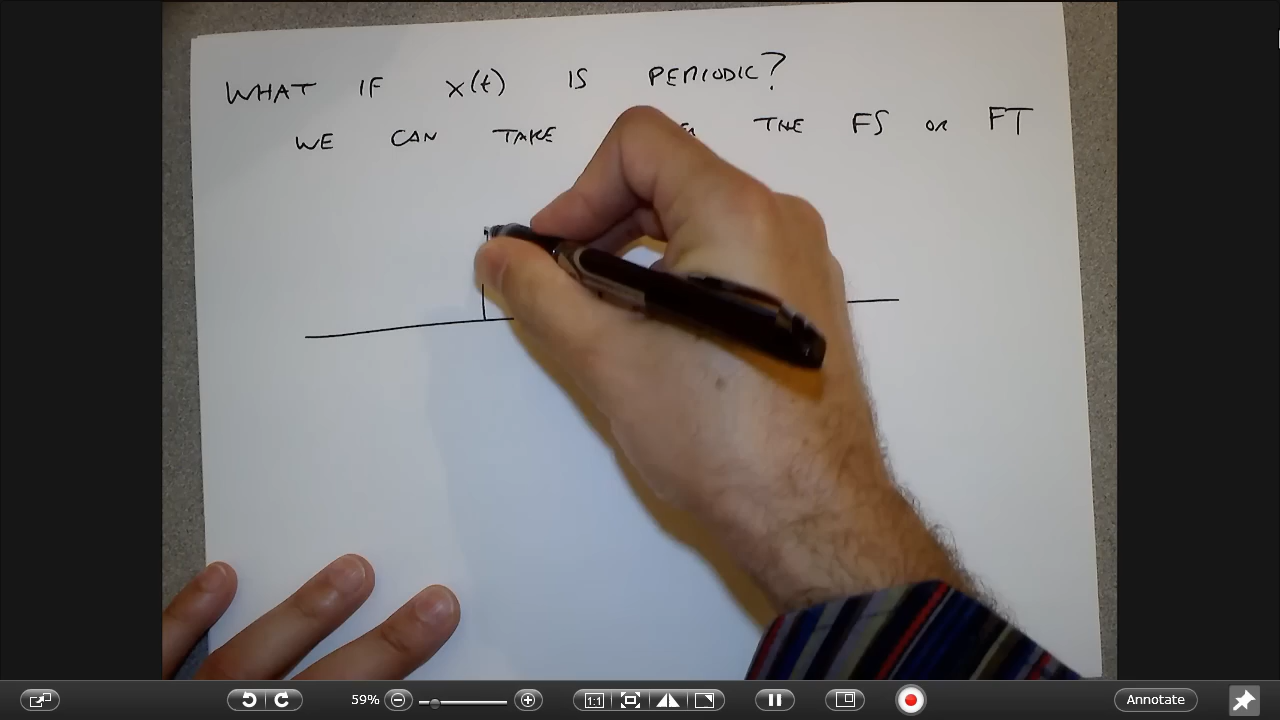 WHAT IF x(t) IS PERIODIC?
WE CAN TAKE THE FS OR FT
59%
1:1
Annotate